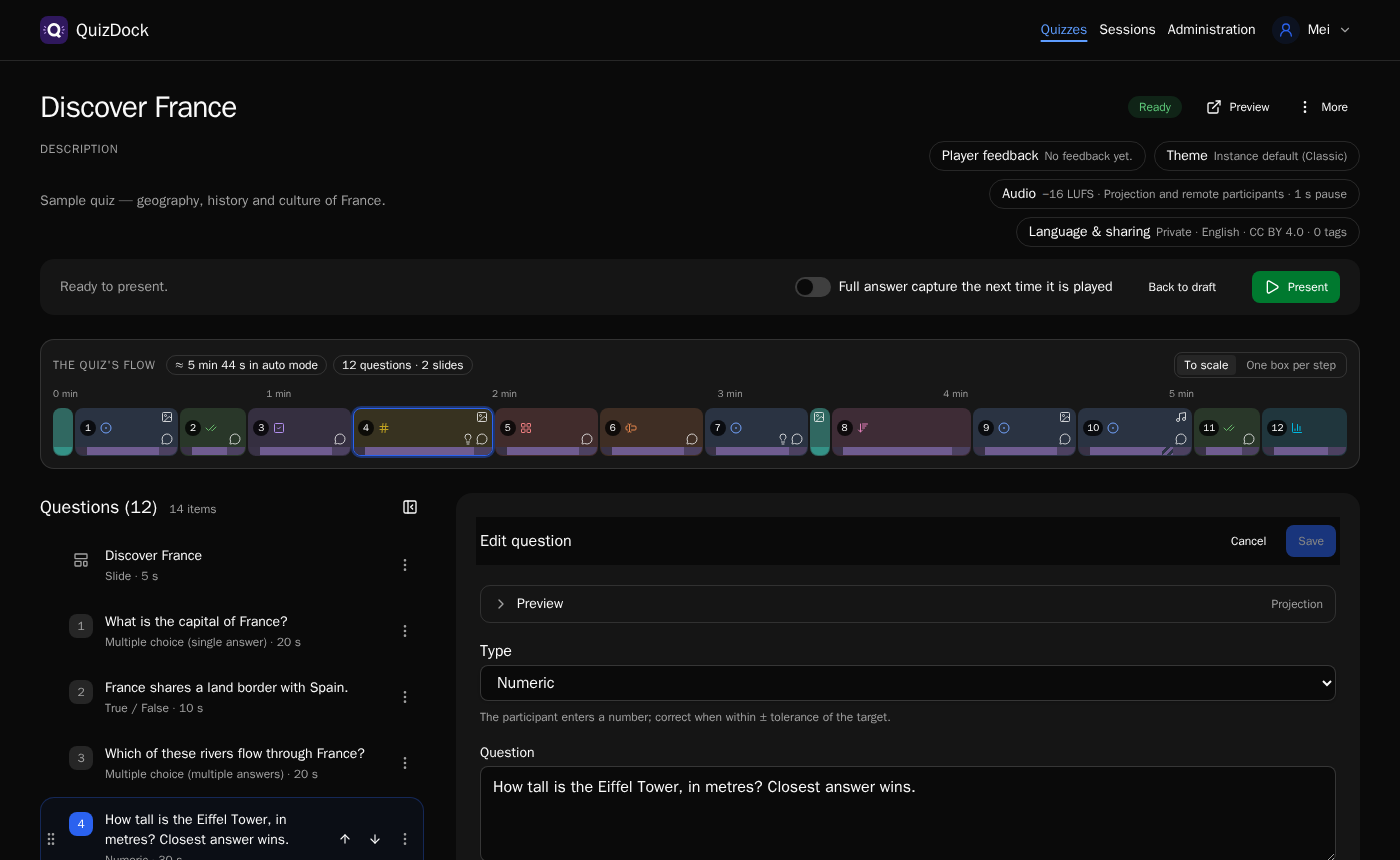 QuizDock
Quizzes Sessions Administration Mei
Discover France
Ready Preview More
DESCRIPTION
Player feedback No feedback yet. Theme Instance default (Classic)
Audio −16 LUFS · Projection and remote participants · 1 s pause
Sample quiz — geography, history and culture of France.
Language & sharing Private · English · CC BY 4.0 · 0 tags
Ready to present. Full answer capture the next time it is played Back to draft Present
THE QUIZ'S FLOW ≈ 5 min 44 s in auto mode 12 questions · 2 slides To scale One box per step
0 min 1 min 2 min 3 min 4 min 5 min
1 2 3 4 5 6 7 8 9 10 11 12
Questions (12) 14 items
Discover France
Slide · 5 s
1 What is the capital of France?
Multiple choice (single answer) · 20 s
2 France shares a land border with Spain.
True / False · 10 s
3 Which of these rivers flow through France?
Multiple choice (multiple answers) · 20 s
4 How tall is the Eiffel Tower, in
metres? Closest answer wins.
Numeric · 30 s
Edit question Cancel Save
Preview Projection
Type
Numeric
The participant enters a number; correct when within ± tolerance of the target.
Question
How tall is the Eiffel Tower, in metres? Closest answer wins.